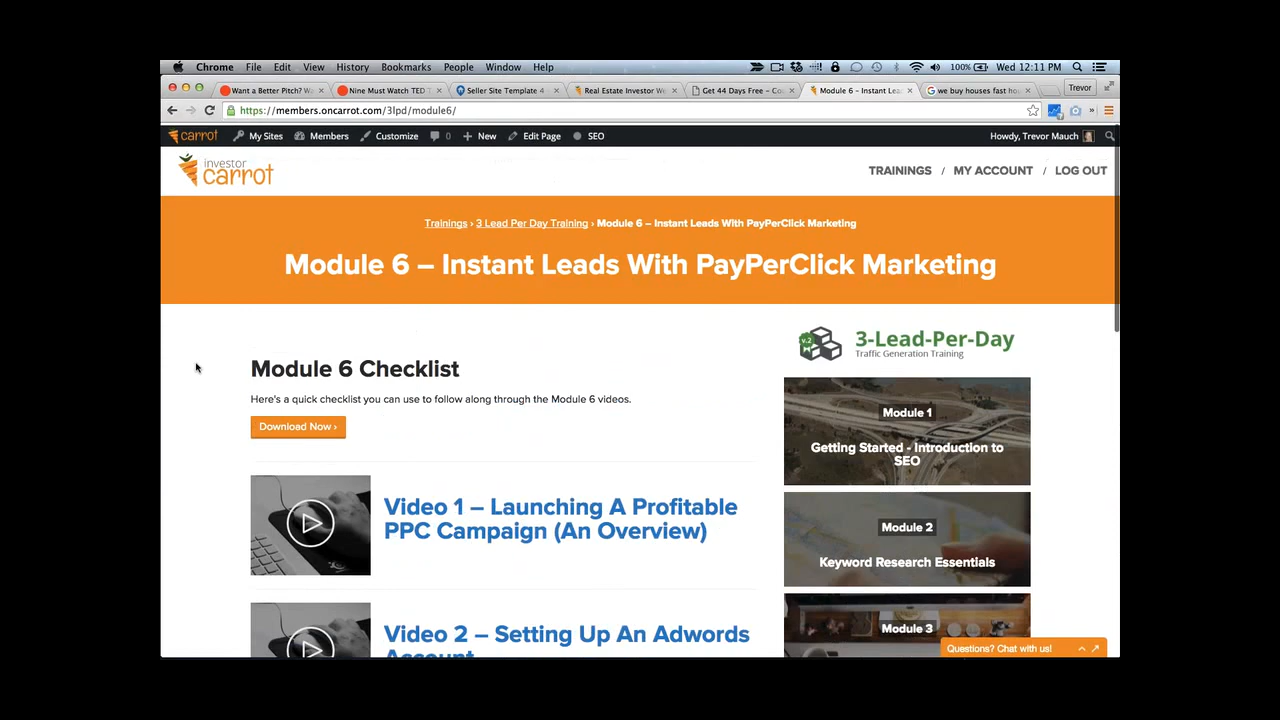 Chrome File Edit View History Bookmarks People Window Help 100% Wed 12:11 PM
Want a Better Pitch? Wa
Nine Must Watch TED T
Seller Site Template 4
Real Estate Investor We
Get 44 Days Free – Co
Module 6 – Instant Lea
we buy houses fast ho
Trevor
https://members.oncarrot.com/3lpd/module6/
carrot My Sites Members Customize 0 New Edit Page SEO Howdy, Trevor Mauch
investor
carrot
TRAININGS / MY ACCOUNT / LOG OUT
Trainings › 3 Lead Per Day Training › Module 6 – Instant Leads With PayPerClick Marketing
Module 6 – Instant Leads With PayPerClick Marketing
v.2
3-Lead-Per-Day
Traffic Generation Training
Module 6 Checklist
Here's a quick checklist you can use to follow along through the Module 6 videos.
Download Now ›
Module 1
Getting Started - Introduction to
SEO
Video 1 – Launching A Profitable
PPC Campaign (An Overview)
Module 2
Keyword Research Essentials
Video 2 – Setting Up An Adwords
Account
Module 3
Questions? Chat with us!